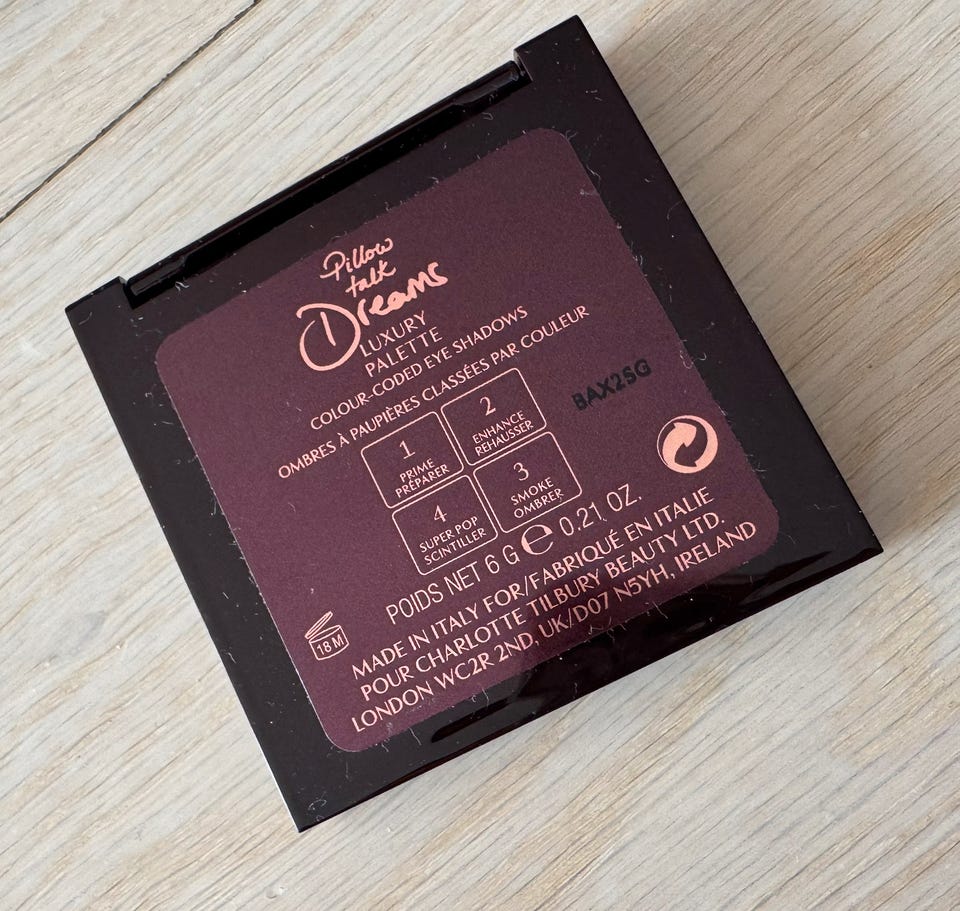 Pillow
talk
Dreams
LUXURY
PALETTE
COLOUR-CODED EYE SHADOWS
OMBRES À PAUPIÈRES CLASSÉES PAR COULEUR
BAX25G
1
PRIME
PRÉPARER
2
ENHANCE
REHAUSSER
4
SUPER POP
SCINTILLER
3
SMOKE
OMBRER
POIDS NET 6 G ℮ 0.21 OZ.
18 M
MADE IN ITALY FOR/FABRIQUÉ EN ITALIE
POUR CHARLOTTE TILBURY BEAUTY LTD.
LONDON WC2R 2ND, UK/D07 N5YH, IRELAND